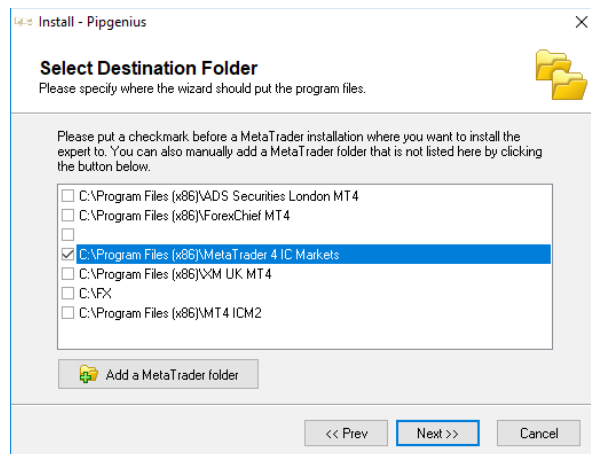 Install - Pipgenius
Select Destination Folder
Please specify where the wizard should put the program files.
Please put a checkmark before a MetaTrader installation where you want to install the
expert to. You can also manually add a MetaTrader folder that is not listed here by clicking
the button below.
C:\Program Files (x86)\ADS Securities London MT4
C:\Program Files (x86)\ForexChief MT4
C:\Program Files (x86)\MetaTrader 4 IC Markets
C:\Program Files (x86)\XM UK MT4
C:\FX
C:\Program Files (x86)\MT4 ICM2
Add a MetaTrader folder
<< Prev
Next >>
Cancel